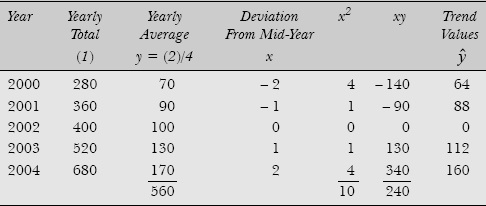 Year Yearly Yearly Deviation x² xy Trend
Total Average From Mid-Year Values
(1) y = (2)/4 x ŷ
2000 280 70 – 2 4 – 140 64
2001 360 90 – 1 1 – 90 88
2002 400 100 0 0 0 0
2003 520 130 1 1 130 112
2004 680 170 2 4 340 160
560 10 240